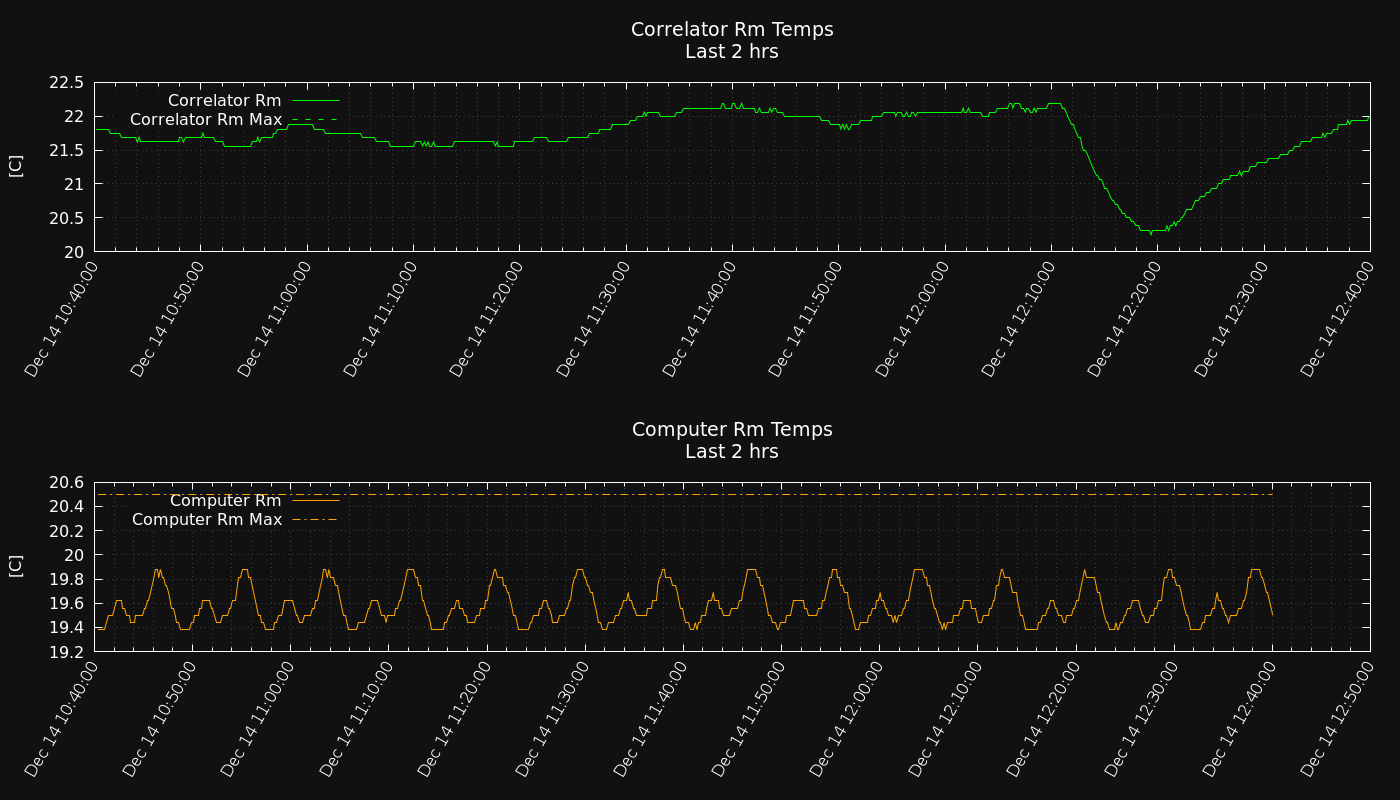 Correlator Rm Temps
Last 2 hrs
Correlator Rm
Correlator Rm Max
[C]
22.5
22
21.5
21
20.5
20
Dec 14 10:40:00
Dec 14 10:50:00
Dec 14 11:00:00
Dec 14 11:10:00
Dec 14 11:20:00
Dec 14 11:30:00
Dec 14 11:40:00
Dec 14 11:50:00
Dec 14 12:00:00
Dec 14 12:10:00
Dec 14 12:20:00
Dec 14 12:30:00
Dec 14 12:40:00
Computer Rm Temps
Last 2 hrs
Computer Rm
Computer Rm Max
[C]
20.6
20.4
20.2
20
19.8
19.6
19.4
19.2
Dec 14 10:40:00
Dec 14 10:50:00
Dec 14 11:00:00
Dec 14 11:10:00
Dec 14 11:20:00
Dec 14 11:30:00
Dec 14 11:40:00
Dec 14 11:50:00
Dec 14 12:00:00
Dec 14 12:10:00
Dec 14 12:20:00
Dec 14 12:30:00
Dec 14 12:40:00
Dec 14 12:50:00